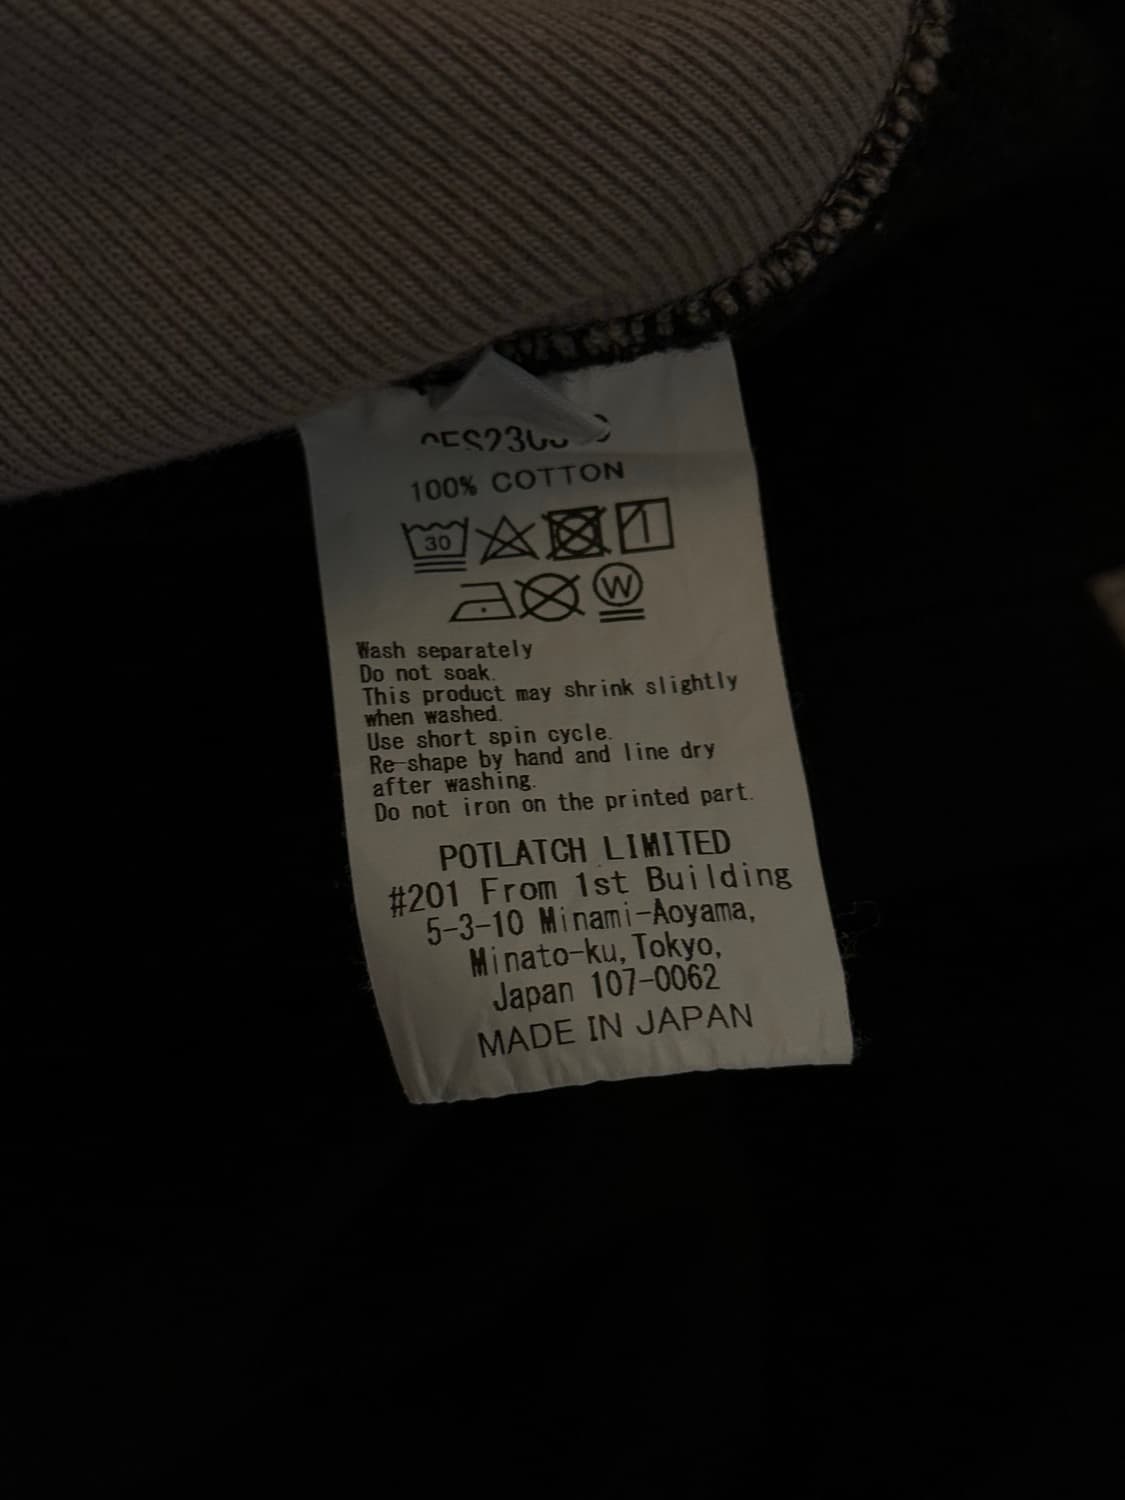 100% COTTON
30
W
Wash separately
Do not soak.
This product may shrink slightly
when washed.
Use short spin cycle.
Re-shape by hand and line dry
after washing.
Do not iron on the printed part.
POTLATCH LIMITED
#201 From 1st Building
5-3-10 Minami-Aoyama,
Minato-ku, Tokyo,
Japan 107-0062
MADE IN JAPAN